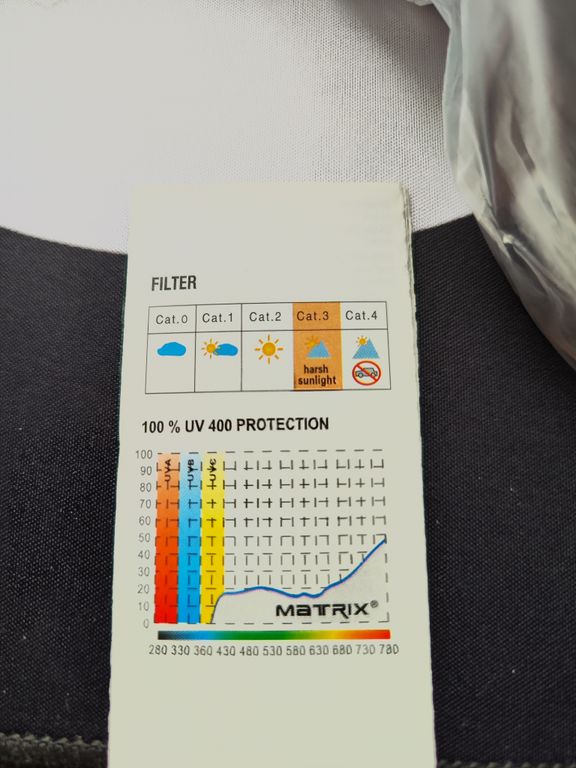 FILTER
Cat.0 Cat.1 Cat.2 Cat.3 Cat.4
harsh
sunlight
100 % UV 400 PROTECTION
UVA UVB UVC
100
90
80
70
60
50
40
30
20
10
0
MATRIX®
280 330 360 430 480 530 580 630 680 730 780